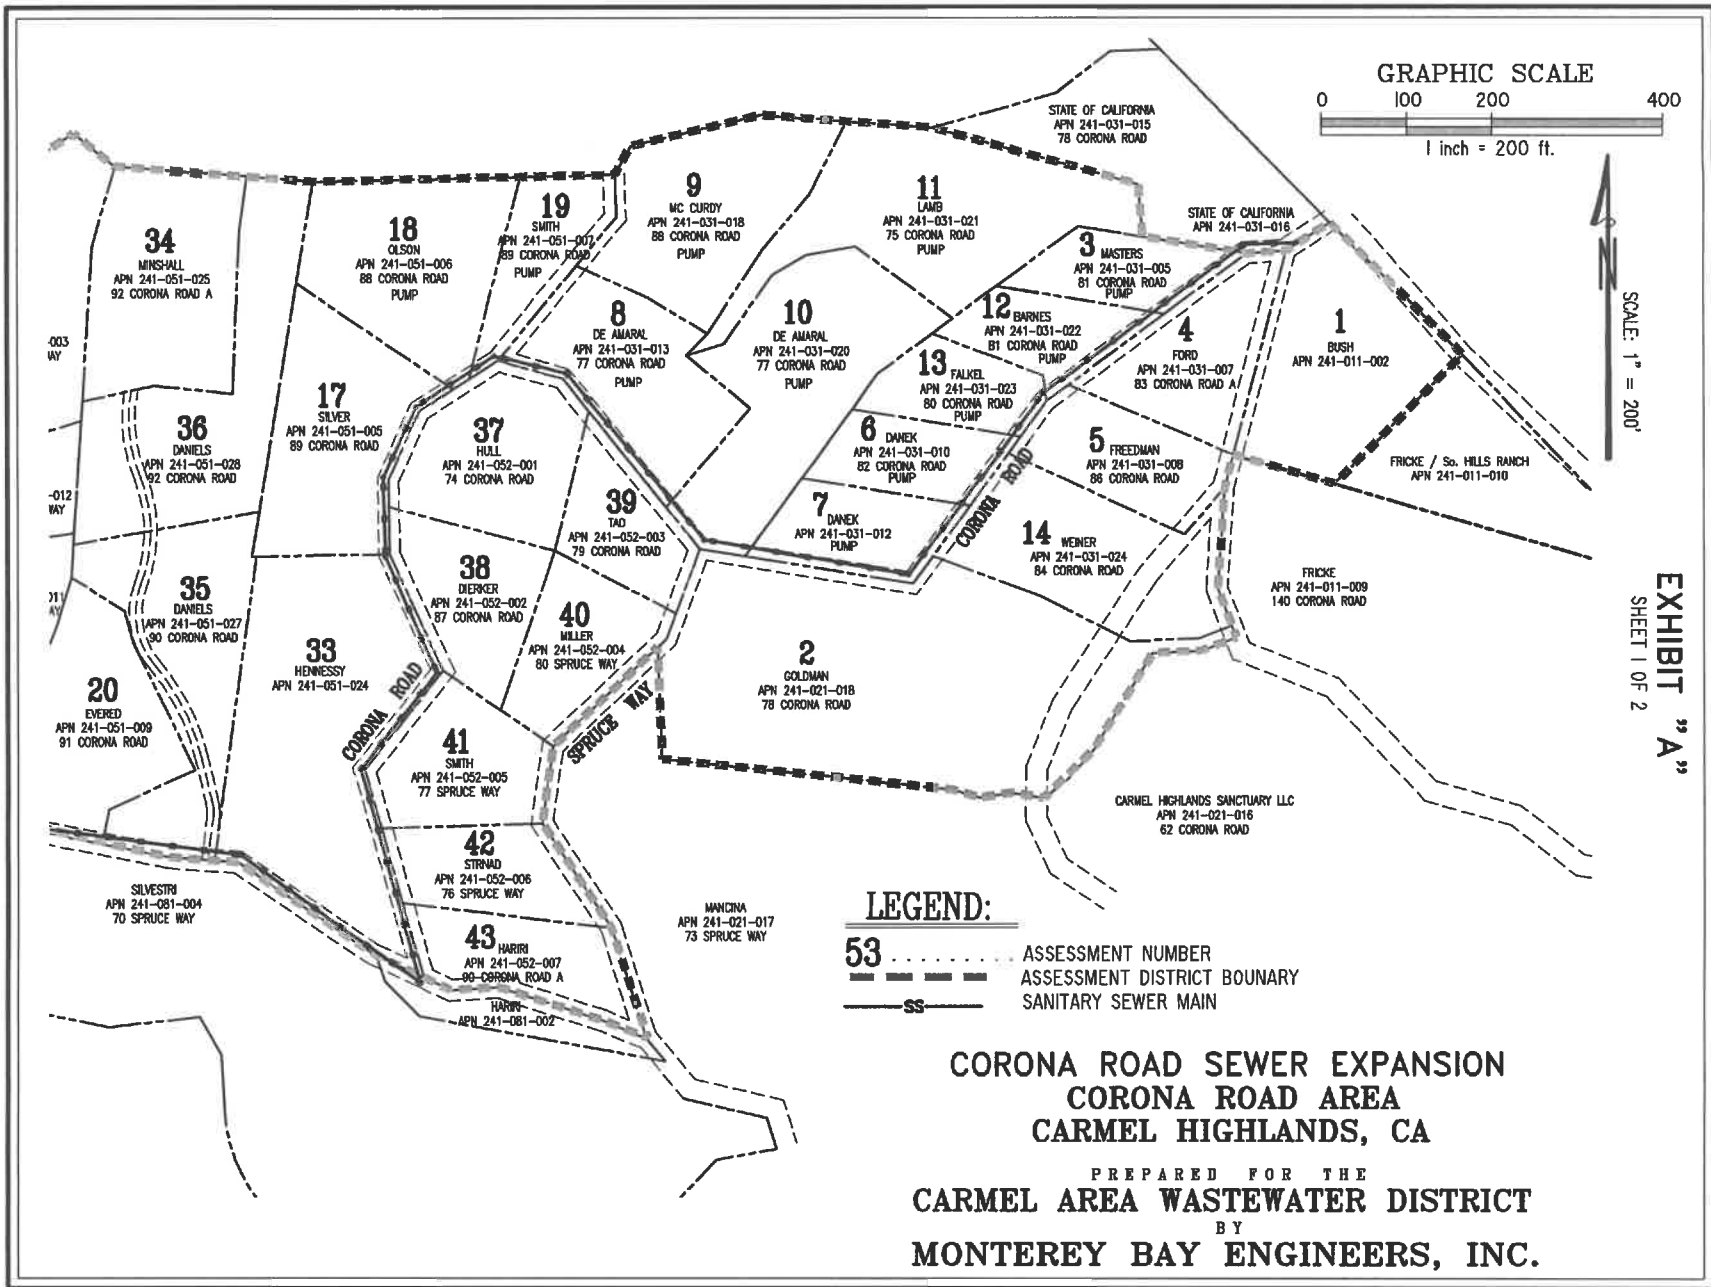 GRAPHIC SCALE
0 100 200 400
1 inch = 200 ft.
N
SCALE: 1" = 200'
EXHIBIT "A"
SHEET 1 OF 2
STATE OF CALIFORNIA
APN 241-031-015
78 CORONA ROAD
STATE OF CALIFORNIA
APN 241-031-016
34
MINSHALL
APN 241-051-025
92 CORONA ROAD A
18
OLSON
APN 241-051-006
88 CORONA ROAD
PUMP
19
SMITH
APN 241-051-007
89 CORONA ROAD
PUMP
9
MC CURDY
APN 241-031-018
88 CORONA ROAD
PUMP
11
LAMB
APN 241-031-021
75 CORONA ROAD
PUMP
3 MASTERS
APN 241-031-005
81 CORONA ROAD
PUMP
12 BARNES
APN 241-031-022
81 CORONA ROAD
PUMP
8
DE AMARAL
APN 241-031-013
77 CORONA ROAD
PUMP
10
DE AMARAL
APN 241-031-020
77 CORONA ROAD
PUMP
4
FORD
APN 241-031-007
83 CORONA ROAD A
1
BUSH
APN 241-011-002
-003
WAY
13 FALKEL
APN 241-031-023
80 CORONA ROAD
PUMP
17
SILVER
APN 241-051-005
89 CORONA ROAD
36
DANIELS
APN 241-051-028
92 CORONA ROAD
37
HULL
APN 241-052-001
74 CORONA ROAD
6 DANEK
APN 241-031-010
82 CORONA ROAD
PUMP
5 FREEDMAN
APN 241-031-008
86 CORONA ROAD
FRICKE / So. HILLS RANCH
APN 241-011-010
-012
WAY
39
TAO
APN 241-052-003
79 CORONA ROAD
7
DANEK
APN 241-031-012
PUMP
CORONA ROAD
14 WEINER
APN 241-031-024
84 CORONA ROAD
FRICKE
APN 241-011-009
140 CORONA ROAD
38
DIERKER
APN 241-052-002
87 CORONA ROAD
35
DANIELS
APN 241-051-027
90 CORONA ROAD
40
MILLER
APN 241-052-004
80 SPRUCE WAY
33
HENNESSY
APN 241-051-024
2
GOLDMAN
APN 241-021-018
78 CORONA ROAD
20
EVERED
APN 241-051-009
91 CORONA ROAD
CORONA ROAD
SPRUCE WAY
41
SMITH
APN 241-052-005
77 SPRUCE WAY
CARMEL HIGHLANDS SANCTUARY LLC
APN 241-021-016
62 CORONA ROAD
42
STRNAD
APN 241-052-006
76 SPRUCE WAY
SILVESTRI
APN 241-081-004
70 SPRUCE WAY
MANCINA
APN 241-021-017
73 SPRUCE WAY
43 HARIRI
APN 241-052-007
90 CORONA ROAD A
HARIRI
APN 241-081-002
LEGEND:
53 ........ ASSESSMENT NUMBER
ASSESSMENT DISTRICT BOUNARY
SS SANITARY SEWER MAIN
CORONA ROAD SEWER EXPANSION
CORONA ROAD AREA
CARMEL HIGHLANDS, CA
PREPARED FOR THE
CARMEL AREA WASTEWATER DISTRICT
BY
MONTEREY BAY ENGINEERS, INC.